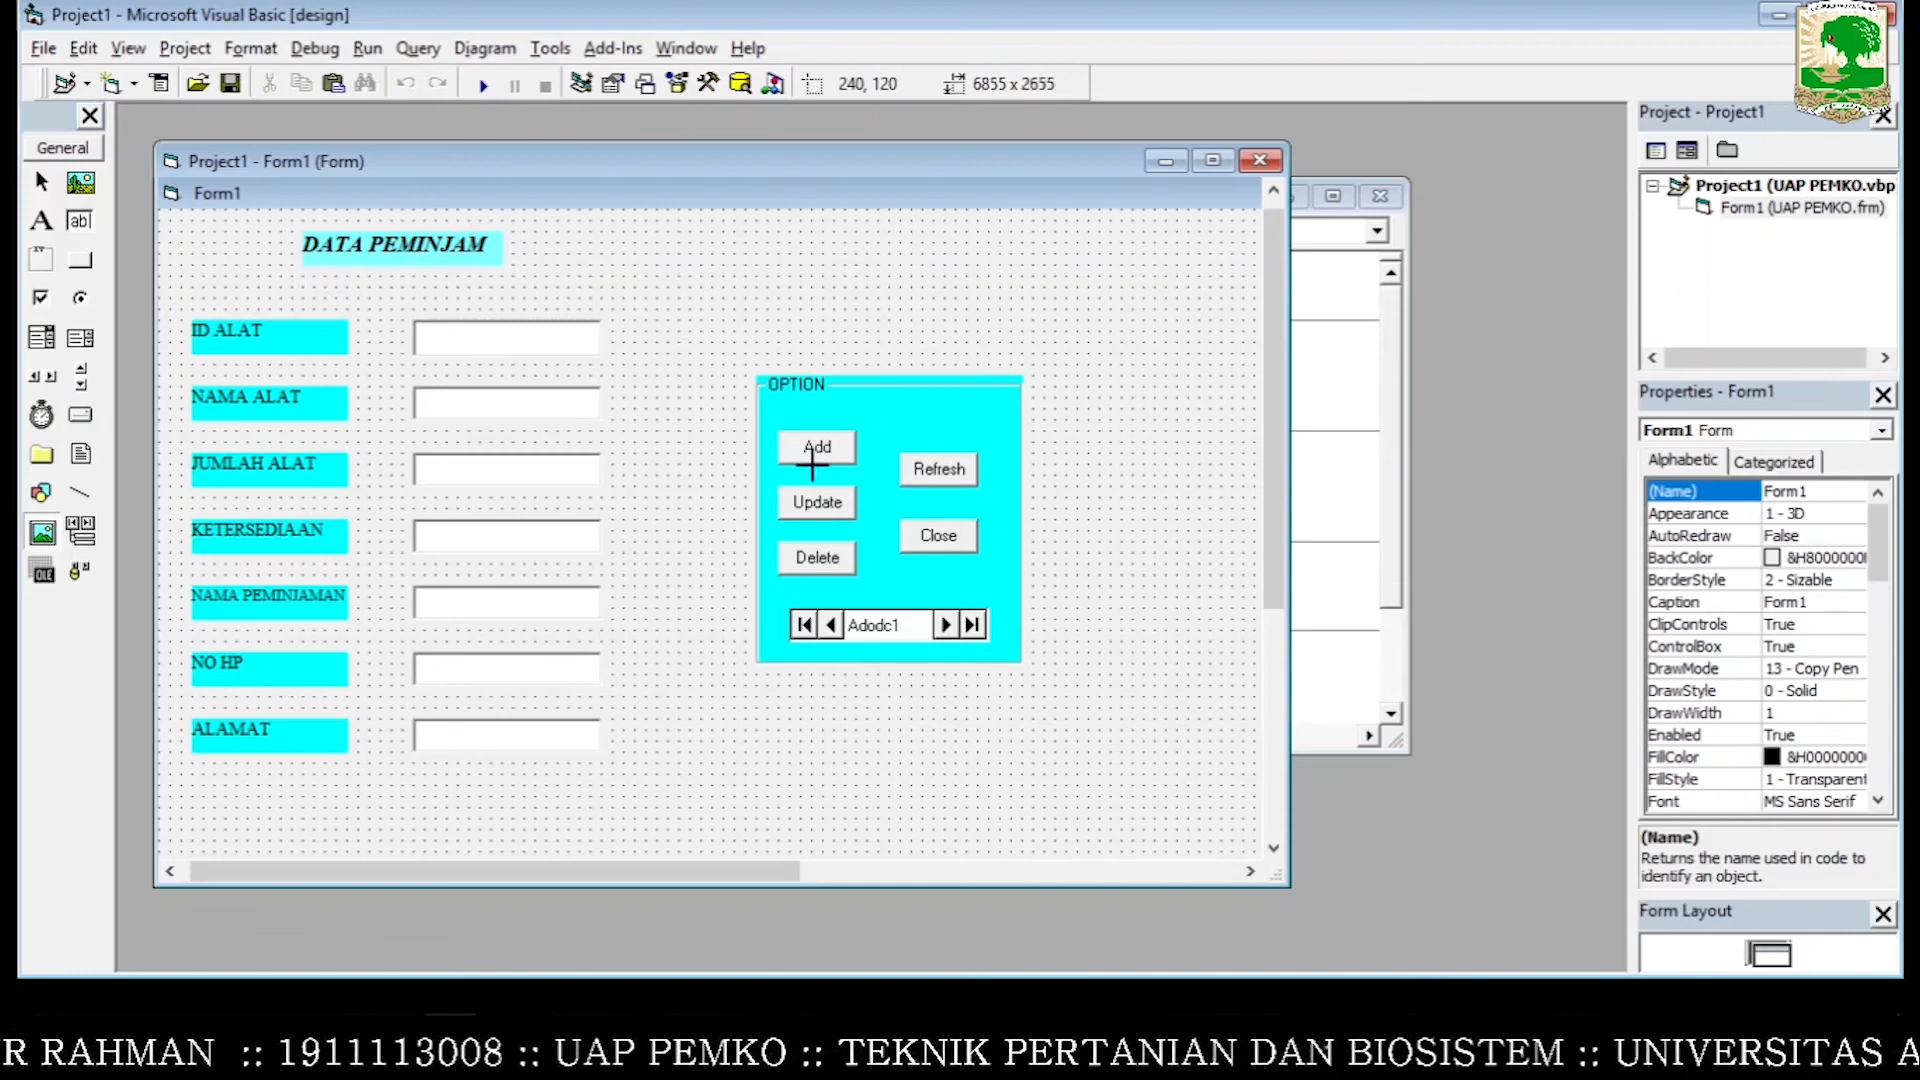 Project1 - Microsoft Visual Basic [design]
File Edit View Project Format Debug Run Query Diagram Tools Add-Ins Window Help
240, 120 6855 x 2655
General
Project1 - Form1 (Form)
Form1
DATA PEMINJAM
ID ALAT
NAMA ALAT
JUMLAH ALAT
KETERSEDIAAN
NAMA PEMINJAMAN
NO HP
ALAMAT
OPTION
Add
Update
Delete
Refresh
Close
Adodc1
Project - Project1
Project1 (UAP PEMKO.vbp
Form1 (UAP PEMKO.frm)
Properties - Form1
Form1 Form
Alphabetic Categorized
(Name) Form1
Appearance 1 - 3D
AutoRedraw False
BackColor &H8000000
BorderStyle 2 - Sizable
Caption Form1
ClipControls True
ControlBox True
DrawMode 13 - Copy Pen
DrawStyle 0 - Solid
DrawWidth 1
Enabled True
FillColor &H0000000
FillStyle 1 - Transparent
Font MS Sans Serif
(Name)
Returns the name used in code to
identify an object.
Form Layout
R RAHMAN :: 1911113008 :: UAP PEMKO :: TEKNIK PERTANIAN DAN BIOSISTEM :: UNIVERSITAS A